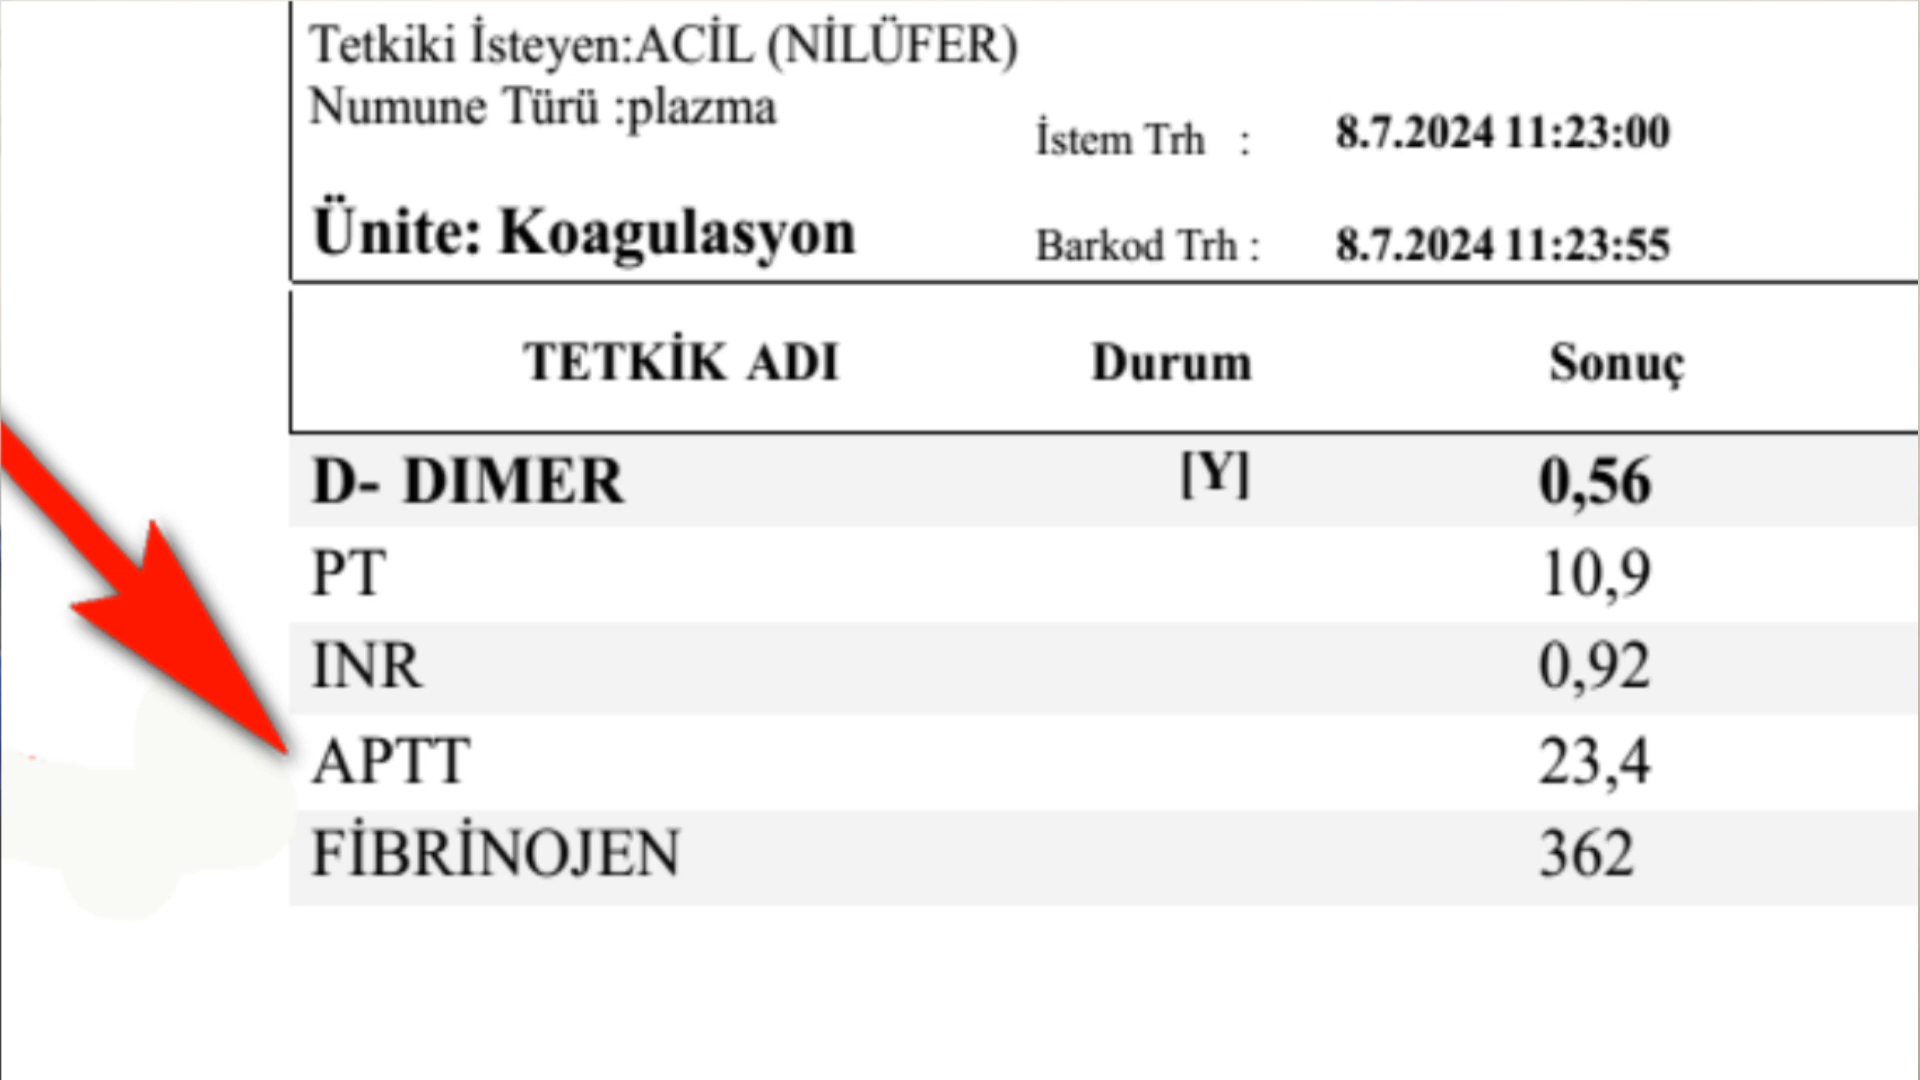 Tetkiki İsteyen:ACİL (NİLÜFER)
Numune Türü :plazma
İstem Trh : 8.7.2024 11:23:00
Ünite: Koagulasyon
Barkod Trh : 8.7.2024 11:23:55
TETKİK ADI Durum Sonuç
D- DIMER [Y] 0,56
PT 10,9
INR 0,92
APTT 23,4
FİBRİNOJEN 362